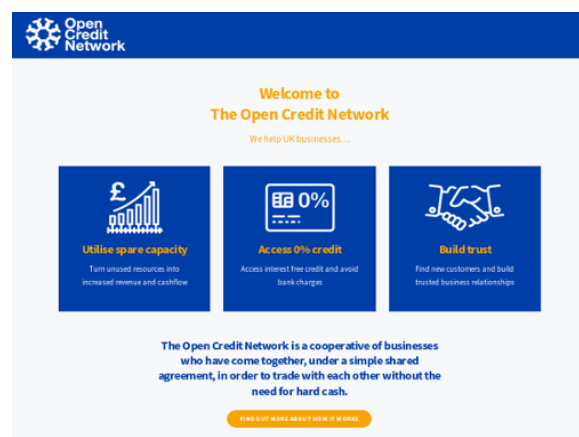 Open
Credit
Network
Welcome to
The Open Credit Network
We help UK businesses...
£
0%
Utilise spare capacity
Turn unused resources into
increased revenue and cashflow
Access 0% credit
Access interest free credit and avoid
bank charges
Build trust
Find new customers and build
trusted business relationships
The Open Credit Network is a cooperative of businesses
who have come together, under a simple shared
agreement, in order to trade with each other without the
need for hard cash.
FIND OUT MORE ABOUT HOW IT WORKS